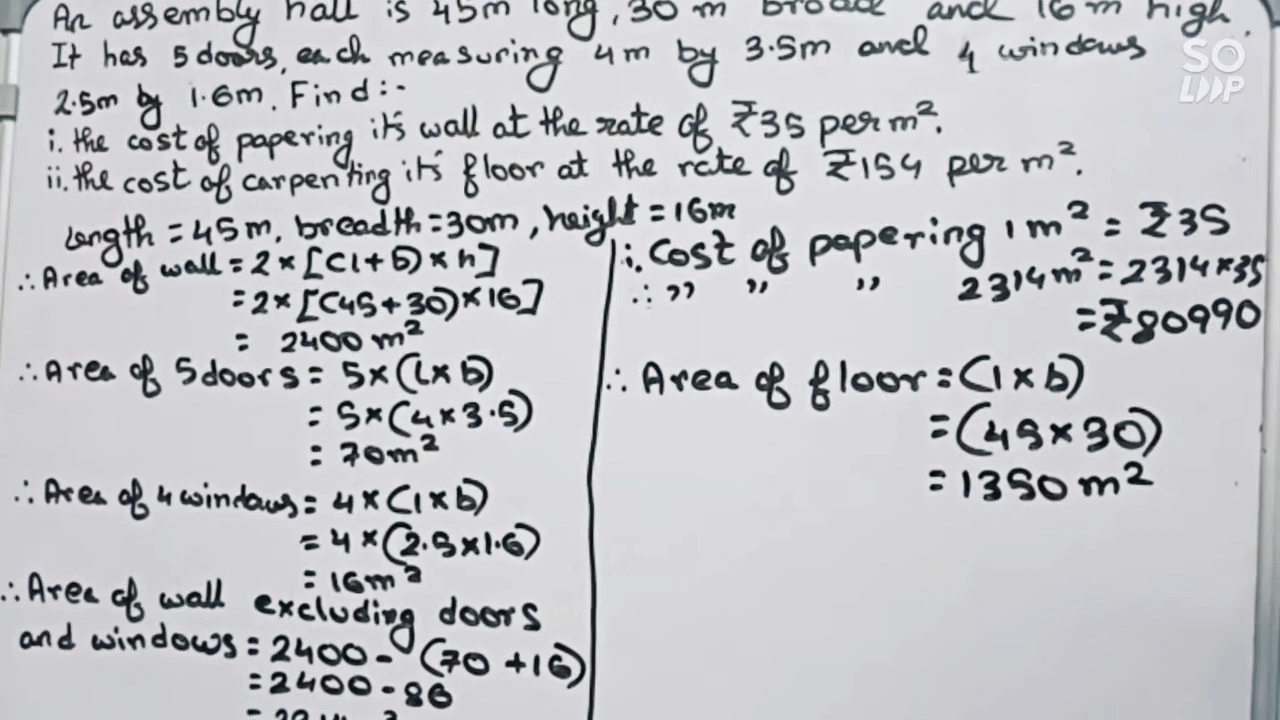 An assembly hall is 45m long, 30 m broad and 16 m high.
It has 5 doors, each measuring 4m by 3.5m and 4 windows
2.5m by 1.6m. Find:-
i. the cost of papering it's wall at the rate of ₹35 per m².
ii. the cost of carpenting it's floor at the rate of ₹154 per m².
Length = 45m, breadth = 30m, height = 16m
∴ Area of wall = 2 × [(l+b) × h]
= 2 × [(45+30) × 16]
= 2400 m²
∴ Area of 5 doors = 5 × (l × b)
= 5 × (4 × 3.5)
= 70m²
∴ Area of 4 windows = 4 × (l × b)
= 4 × (2.5 × 1.6)
= 16m²
∴ Area of wall excluding doors
and windows = 2400 - (70 + 16)
= 2400 - 86
i. Cost of papering 1 m² = ₹35
∴ ,, ,, ,, 2314 m² = 2314 × 35
= ₹80990
∴ Area of floor = (l × b)
= (45 × 30)
= 1350 m²
SO
LOOP